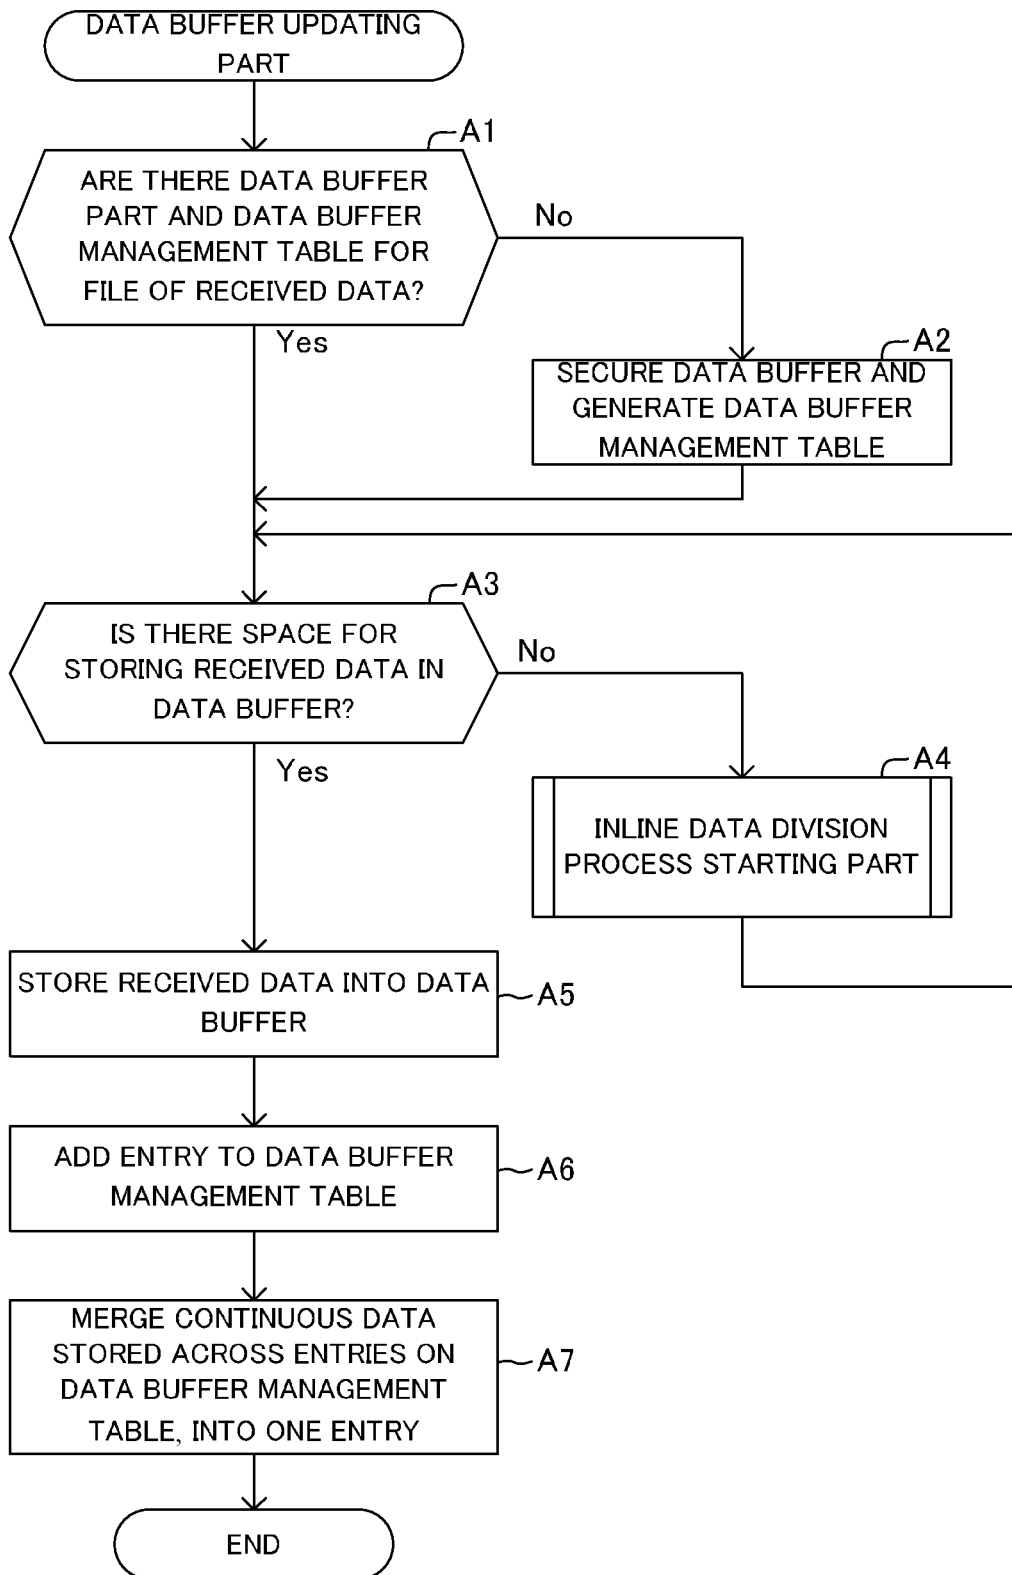 DATA BUFFER UPDATING
PART
A1
ARE THERE DATA BUFFER
PART AND DATA BUFFER
MANAGEMENT TABLE FOR
FILE OF RECEIVED DATA?
No
Yes
A2
SECURE DATA BUFFER AND
GENERATE DATA BUFFER
MANAGEMENT TABLE
A3
IS THERE SPACE FOR
STORING RECEIVED DATA IN
DATA BUFFER?
No
Yes
A4
INLINE DATA DIVISION
PROCESS STARTING PART
STORE RECEIVED DATA INTO DATA
BUFFER
A5
ADD ENTRY TO DATA BUFFER
MANAGEMENT TABLE
A6
MERGE CONTINUOUS DATA
STORED ACROSS ENTRIES ON
DATA BUFFER MANAGEMENT
TABLE, INTO ONE ENTRY
A7
END